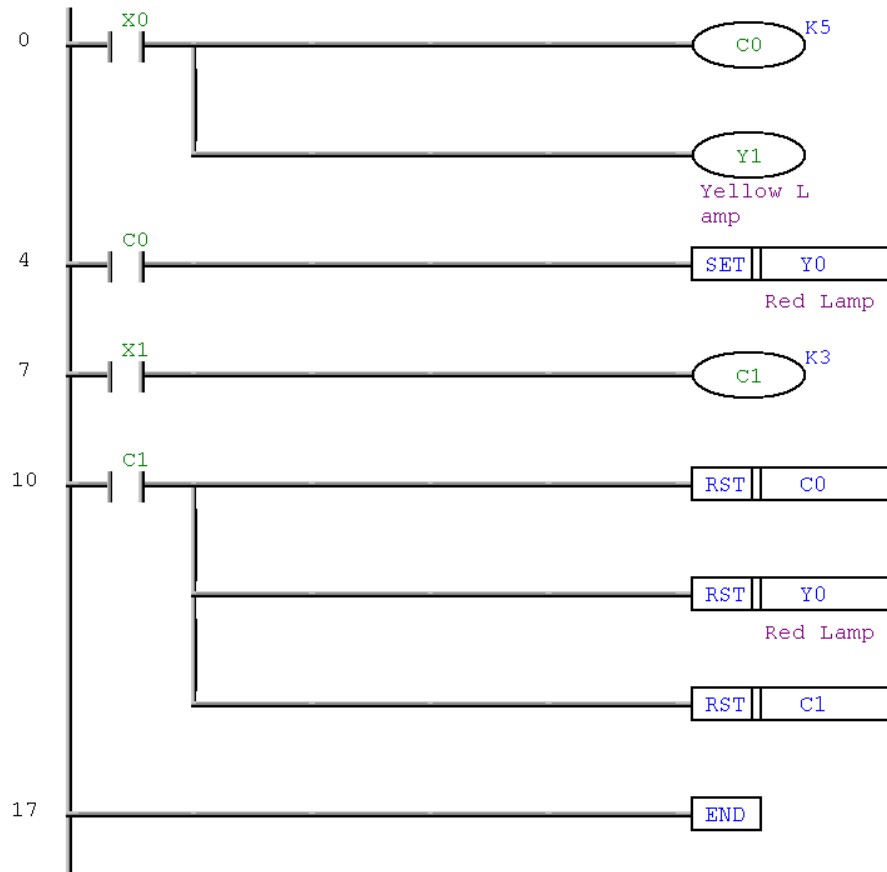 X0
0 C0 K5
Y1
Yellow L
amp
C0
4 SET Y0
Red Lamp
X1
7 C1 K3
C1
10 RST C0
RST Y0
Red Lamp
RST C1
17 END